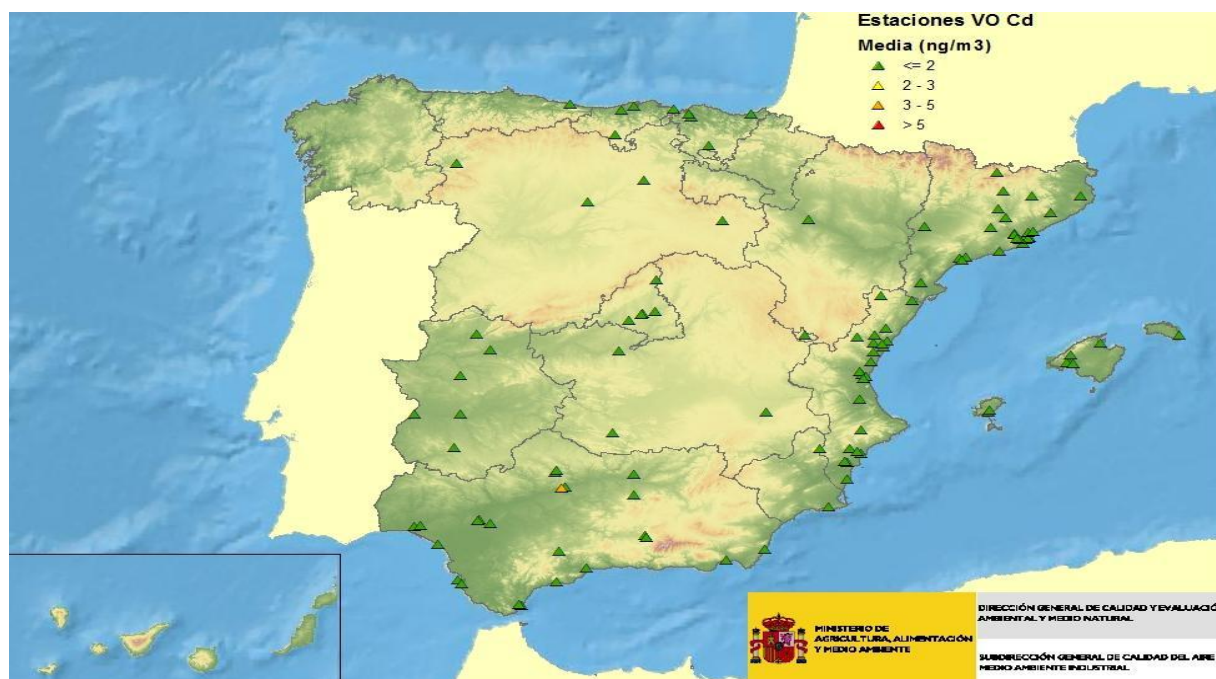 Estaciones VO Cd
Media (ng/m3)
<= 2
2 - 3
3 - 5
> 5
MINISTERIO DE
AGRICULTURA, ALIMENTACIÓN
Y MEDIO AMBIENTE
DIRECCIÓN GENERAL DE CALIDAD Y EVALUACIÓ
AMBIENTAL Y MEDIO NATURAL
SUBDIRECCIÓN GENERAL DE CALIDAD DEL AIRE
MEDIO AMBIENTE INDUSTRIAL